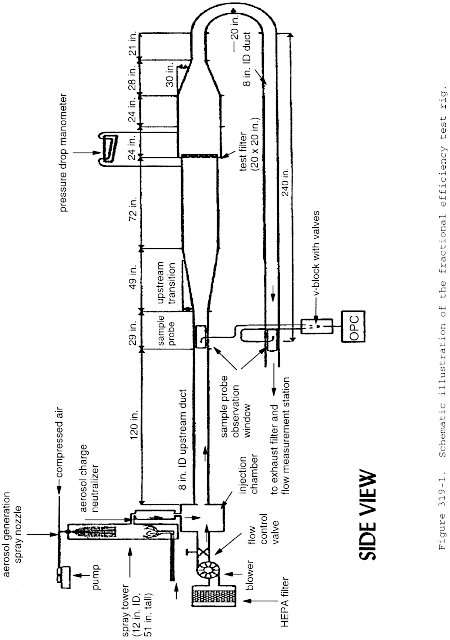 aerosol generation
spray nozzle
compressed air
pump
aerosol charge
neutralizer
spray tower
(12 in. ID,
51 in. tall)
HEPA filter
blower
flow
control
valve
injection
chamber
120 in.
8 in. ID upstream duct
to exhaust filter and
flow measurement station
29 in.
sample
probe
sample probe
observation
window
49 in.
upstream
transition
v-block with valves
OPC
72 in.
pressure drop manometer
24 in.
test filter
(20 x 20 in.)
24 in.
28 in.
30 in.
21 in.
20 in.
8 in. ID duct
240 in.
SIDE VIEW
Figure 319-1. Schematic illustration of the fractional efficiency test rig.